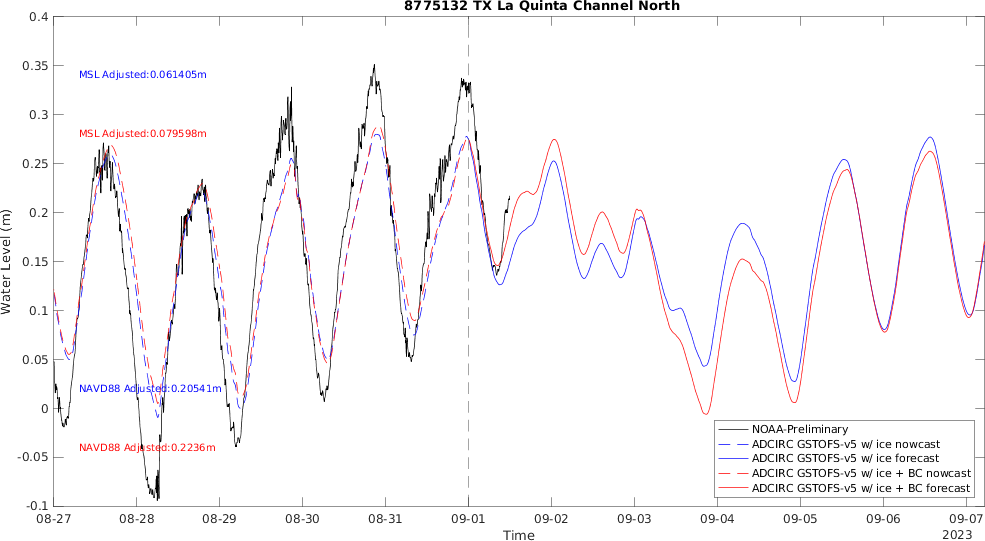 8775132 TX La Quinta Channel North
Water Level (m)
0.4
0.35
0.3
0.25
0.2
0.15
0.1
0.05
0
-0.05
-0.1
MSL Adjusted:0.061405m
MSL Adjusted:0.079598m
NAVD88 Adjusted:0.20541m
NAVD88 Adjusted:0.2236m
NOAA-Preliminary
ADCIRC GSTOFS-v5 w/ ice nowcast
ADCIRC GSTOFS-v5 w/ ice forecast
ADCIRC GSTOFS-v5 w/ ice + BC nowcast
ADCIRC GSTOFS-v5 w/ ice + BC forecast
08-27 08-28 08-29 08-30 08-31 09-01 09-02 09-03 09-04 09-05 09-06 09-07
Time
2023